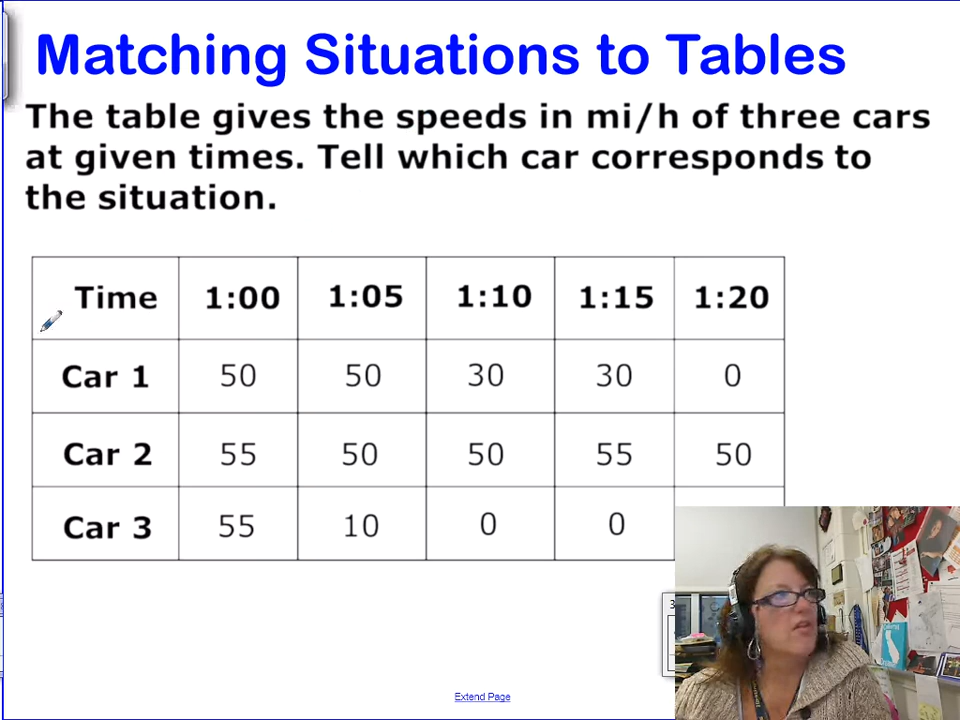 Matching Situations to Tables
The table gives the speeds in mi/h of three cars
at given times. Tell which car corresponds to
the situation.
Time 1:00 1:05 1:10 1:15 1:20
Car 1 50 50 30 30 0
Car 2 55 50 50 55 50
Car 3 55 10 0 0
3
Extend Page